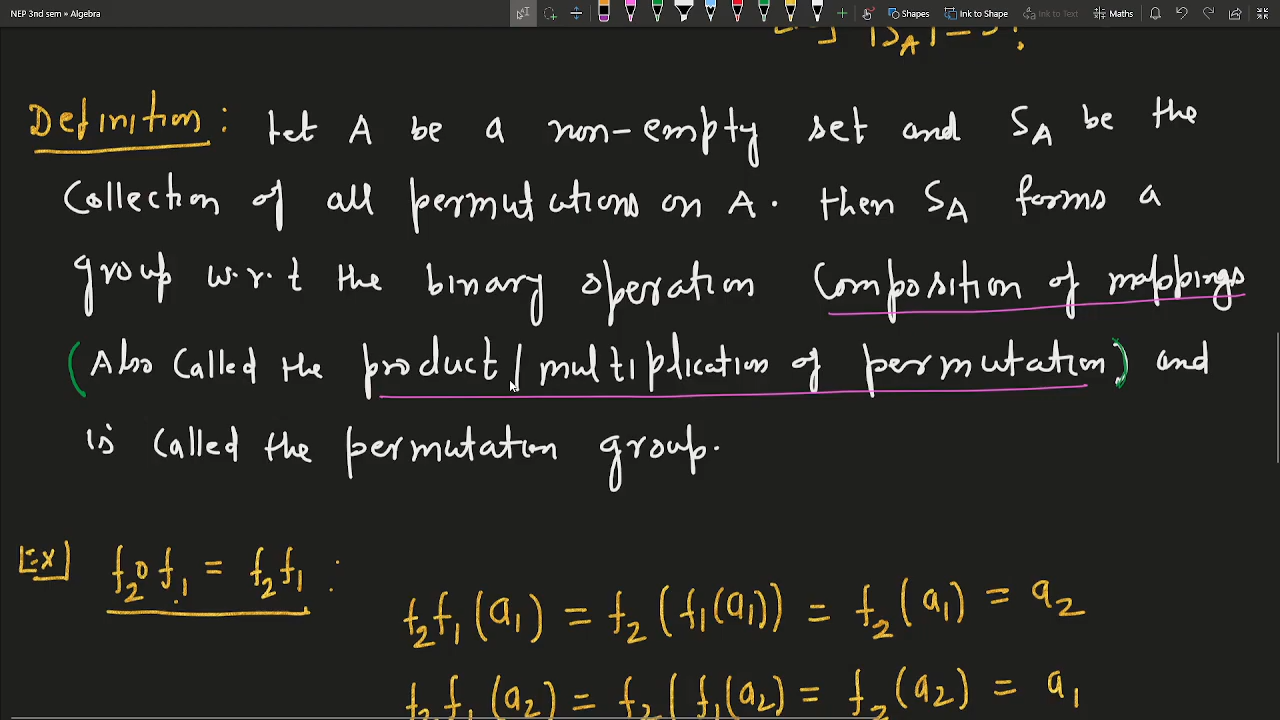 NEP 3rd sem » Algebra
Shapes Ink to Shape Ink to Text Maths
|S_A| = 3!
Definition: Let A be a non-empty set and S_A be the
Collection of all permutations on A. then S_A forms a
group w.r.t the binary operation Composition of mappings
(Also Called the product/multiplication of permutation) and
is called the permutation group.
Ex] f₂∘f₁ = f₂f₁ :
f₂f₁(a₁) = f₂(f₁(a₁)) = f₂(a₁) = a₂
f₂f₁(a₂) = f₂(f₁(a₂) = f₂(a₂) = a₁